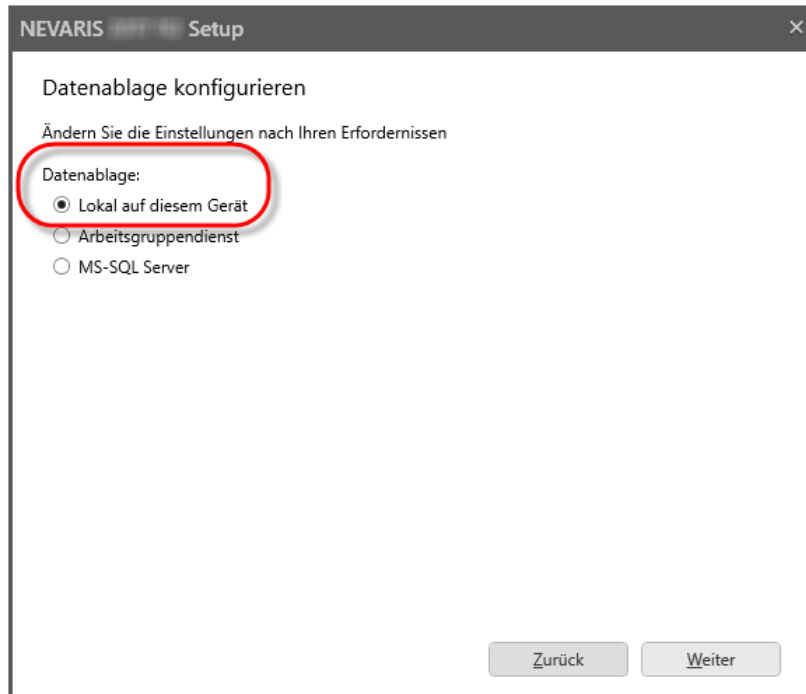 NEVARIS Setup
Datenablage konfigurieren
Ändern Sie die Einstellungen nach Ihren Erfordernissen
Datenablage:
Lokal auf diesem Gerät
Arbeitsgruppendienst
MS-SQL Server
Zurück
Weiter